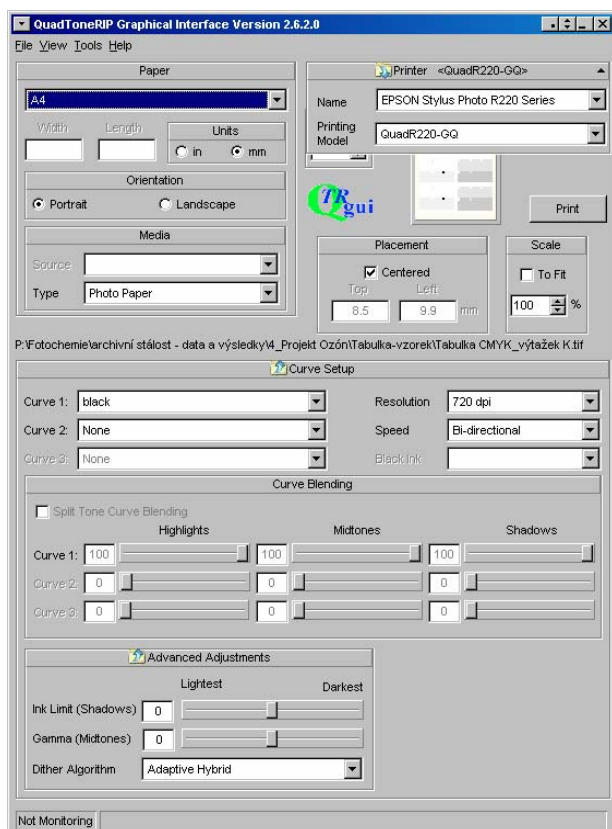 QuadToneRIP Graphical Interface Version 2.6.2.0
File View Tools Help
Paper
A4
Width Length Units
in mm
Orientation
Portrait Landscape
Media
Source
Type Photo Paper
Printer <QuadR220-GQ>
Name EPSON Stylus Photo R220 Series
Printing Model QuadR220-GQ
QTRgui
Print
Placement
Centered
Top Left
8.5 9.9 mm
Scale
To Fit
100 %
P:\Fotochemie\archivní stálost - data a výsledky\4_Projekt Ozón\Tabulka-vzorek\Tabulka CMYK_výtažek K.tif
Curve Setup
Curve 1: black Resolution 720 dpi
Curve 2: None Speed Bi-directional
Curve 3: None Black Ink
Curve Blending
Split Tone Curve Blending
Highlights Midtones Shadows
Curve 1: 100 100 100
Curve 2: 0 0 0
Curve 3: 0 0 0
Advanced Adjustments
Lightest Darkest
Ink Limit (Shadows) 0
Gamma (Midtones) 0
Dither Algorithm Adaptive Hybrid
Not Monitoring